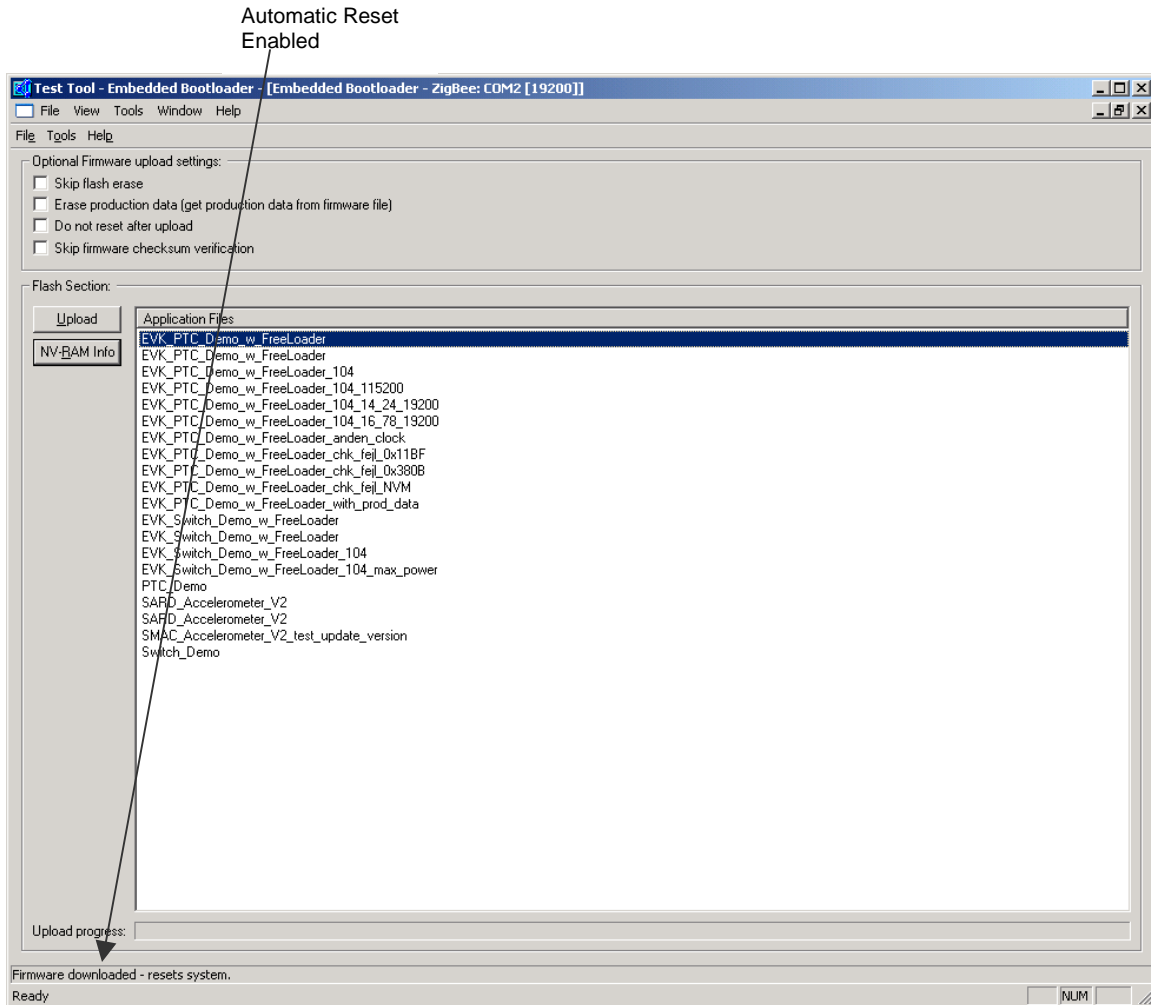 Automatic Reset
Enabled
Test Tool - Embedded Bootloader - [Embedded Bootloader - ZigBee: COM2 [19200]]
File View Tools Window Help
File Tools Help
Optional Firmware upload settings:
Skip flash erase
Erase production data (get production data from firmware file)
Do not reset after upload
Skip firmware checksum verification
Flash Section:
Upload
NV-RAM Info
Application Files
EVK_PTC_Demo_w_FreeLoader
EVK_PTC_Demo_w_FreeLoader
EVK_PTC_Demo_w_FreeLoader_104
EVK_PTC_Demo_w_FreeLoader_104_115200
EVK_PTC_Demo_w_FreeLoader_104_14_24_19200
EVK_PTC_Demo_w_FreeLoader_104_16_78_19200
EVK_PTC_Demo_w_FreeLoader_anden_clock
EVK_PTC_Demo_w_FreeLoader_chk_fejl_0x11BF
EVK_PTC_Demo_w_FreeLoader_chk_fejl_0x380B
EVK_PTC_Demo_w_FreeLoader_chk_fejl_NVM
EVK_PTC_Demo_w_FreeLoader_with_prod_data
EVK_Switch_Demo_w_FreeLoader
EVK_Switch_Demo_w_FreeLoader
EVK_Switch_Demo_w_FreeLoader_104
EVK_Switch_Demo_w_FreeLoader_104_max_power
PTC_Demo
SARD_Accelerometer_V2
SARD_Accelerometer_V2
SMAC_Accelerometer_V2_test_update_version
Switch_Demo
Upload progress:
Firmware downloaded - resets system.
Ready
NUM